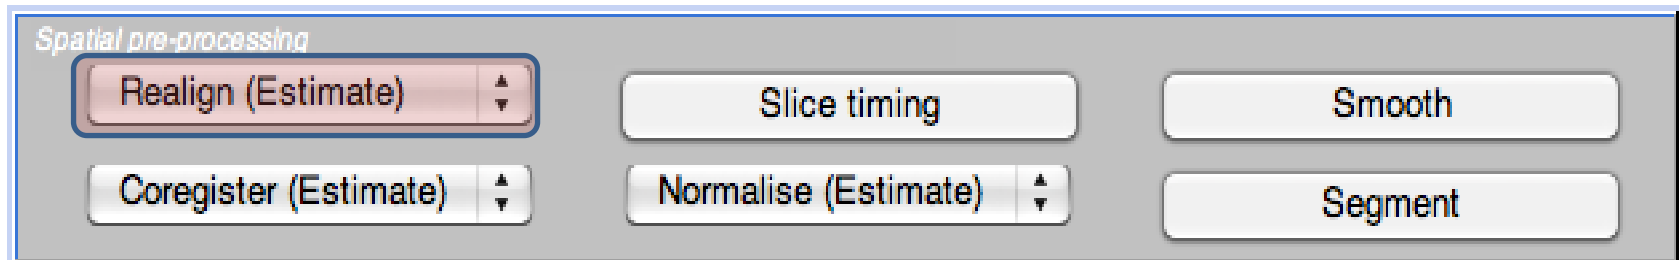 Spatial pre-processing
Realign (Estimate)
Slice timing
Smooth
Coregister (Estimate)
Normalise (Estimate)
Segment